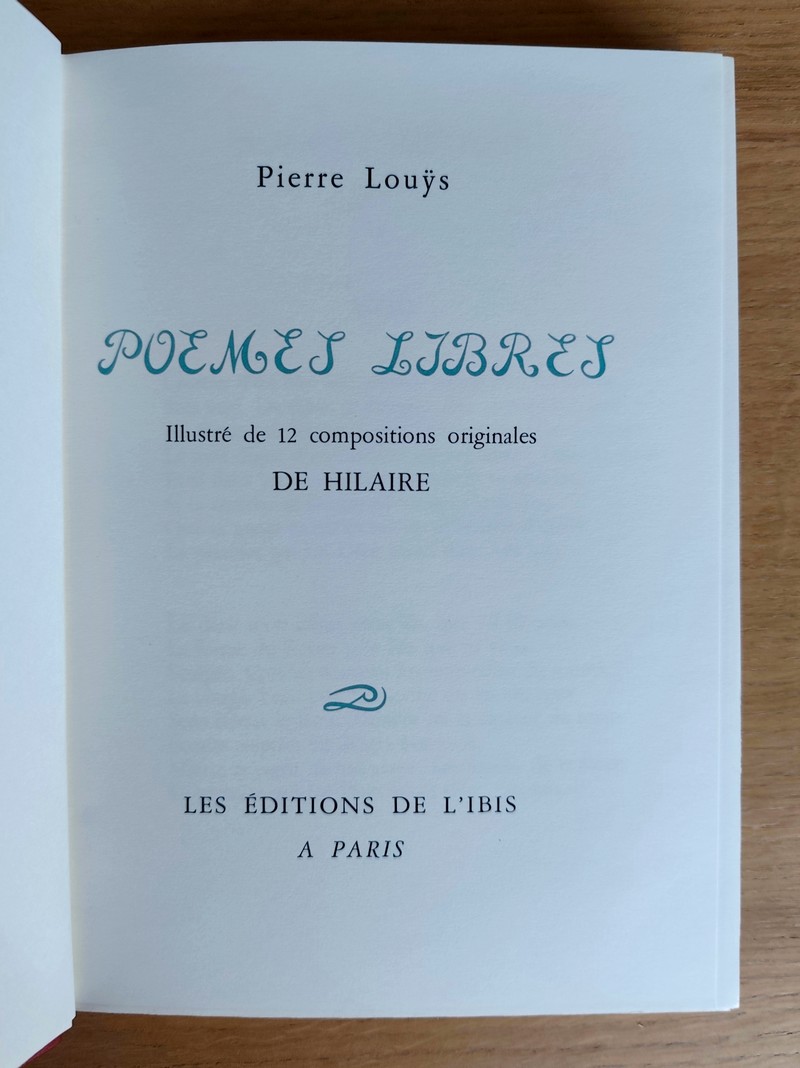 Pierre Louÿs
POEMES LIBRES
Illustré de 12 compositions originales
DE HILAIRE
LES ÉDITIONS DE L'IBIS
A PARIS